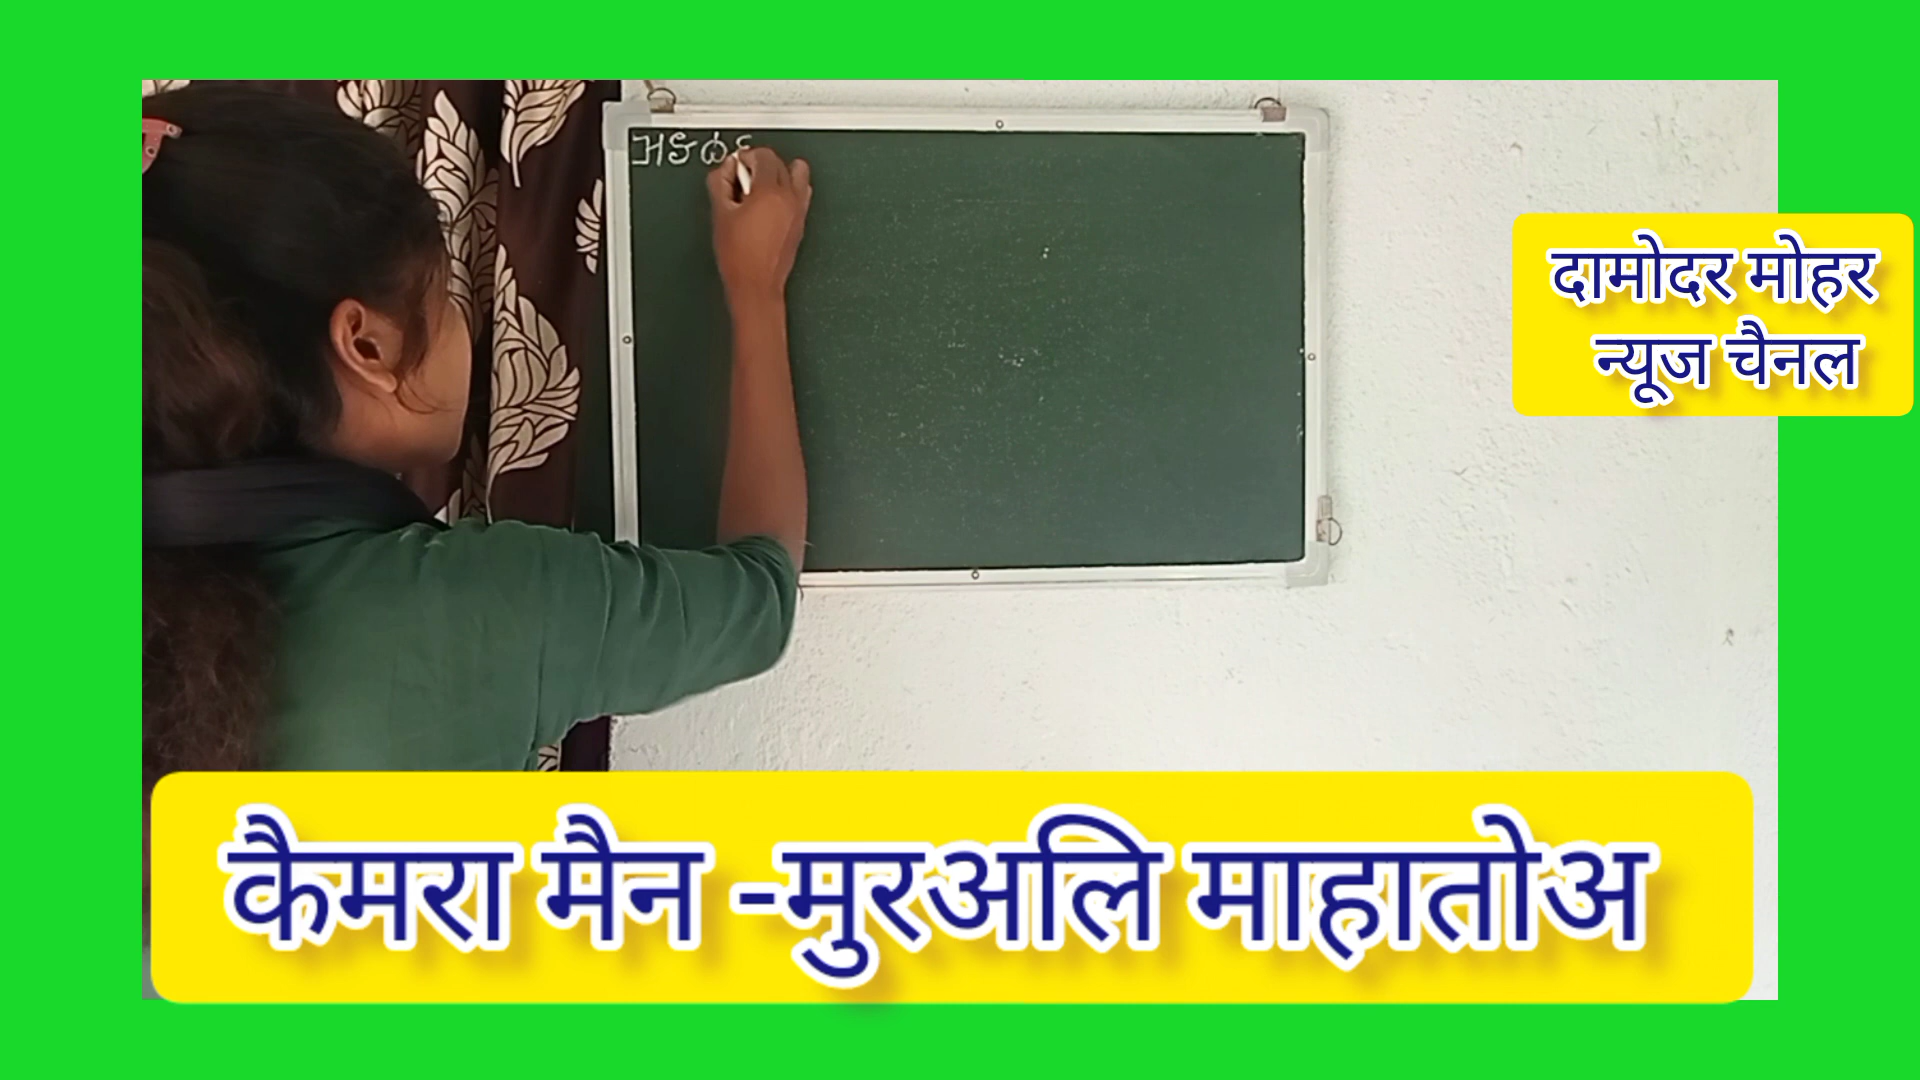 दामोदर मोहर
न्यूज चैनल
कैमरा मैन -मुरअलि माहातोअ